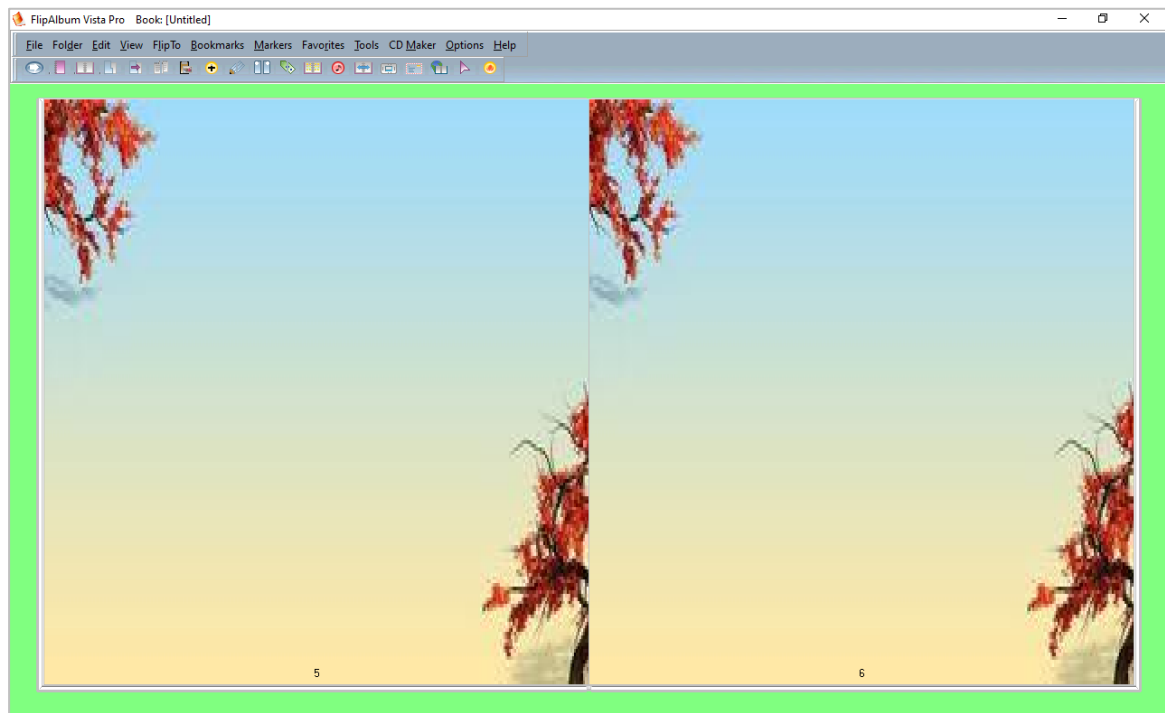 FlipAlbum Vista Pro    Book: [Untitled]
File Folder Edit View FlipTo Bookmarks Markers Favorites Tools CD Maker Options Help
5 6